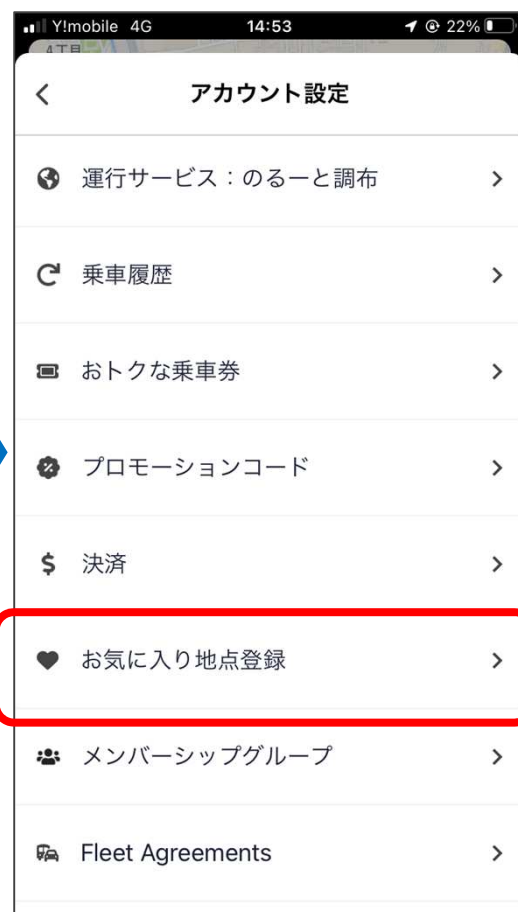 Y!mobile 4G 14:53 22%
4丁目
アカウント設定
運行サービス：のるーと調布
乗車履歴
おトクな乗車券
プロモーションコード
決済
お気に入り地点登録
メンバーシップグループ
Fleet Agreements